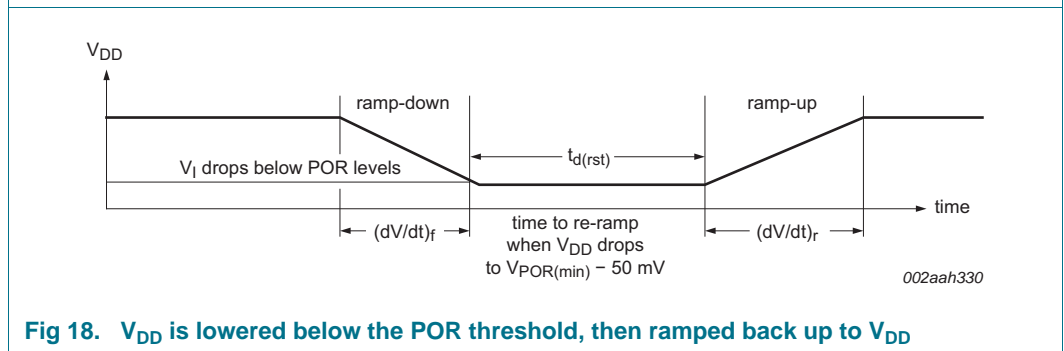 VDD
ramp-down
ramp-up
td(rst)
VI drops below POR levels
time
(dV/dt)f
time to re-ramp
when VDD drops
to VPOR(min) − 50 mV
(dV/dt)r
002aah330
Fig 18. VDD is lowered below the POR threshold, then ramped back up to VDD